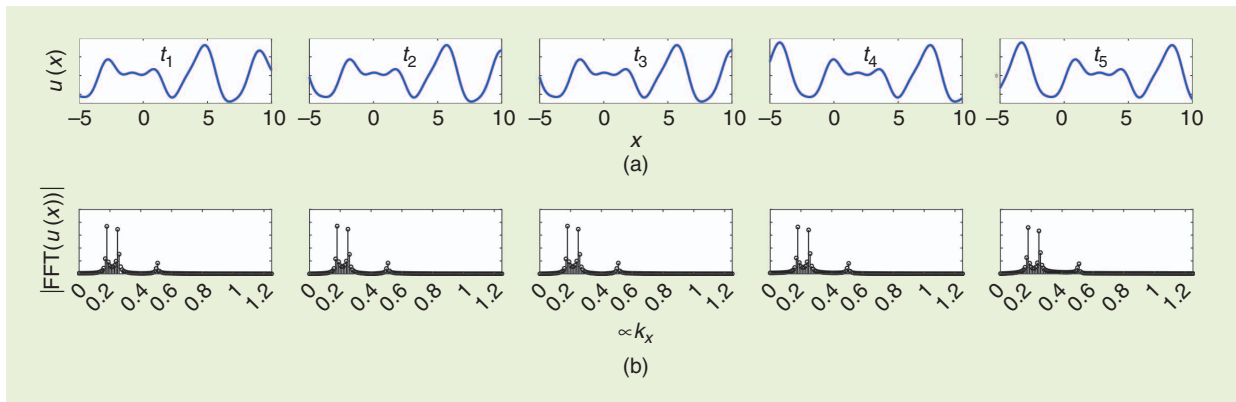 u (x)
t1 t2 t3 t4 t5
–5 0 5 10 –5 0 5 10 –5 0 5 10 –5 0 5 10 –5 0 5 10
x
(a)
|FFT(u (x))|
0 0.2 0.4 0.6 0.8 1 1.2 0 0.2 0.4 0.6 0.8 1 1.2 0 0.2 0.4 0.6 0.8 1 1.2 0 0.2 0.4 0.6 0.8 1 1.2 0 0.2 0.4 0.6 0.8 1 1.2
∝kx
(b)